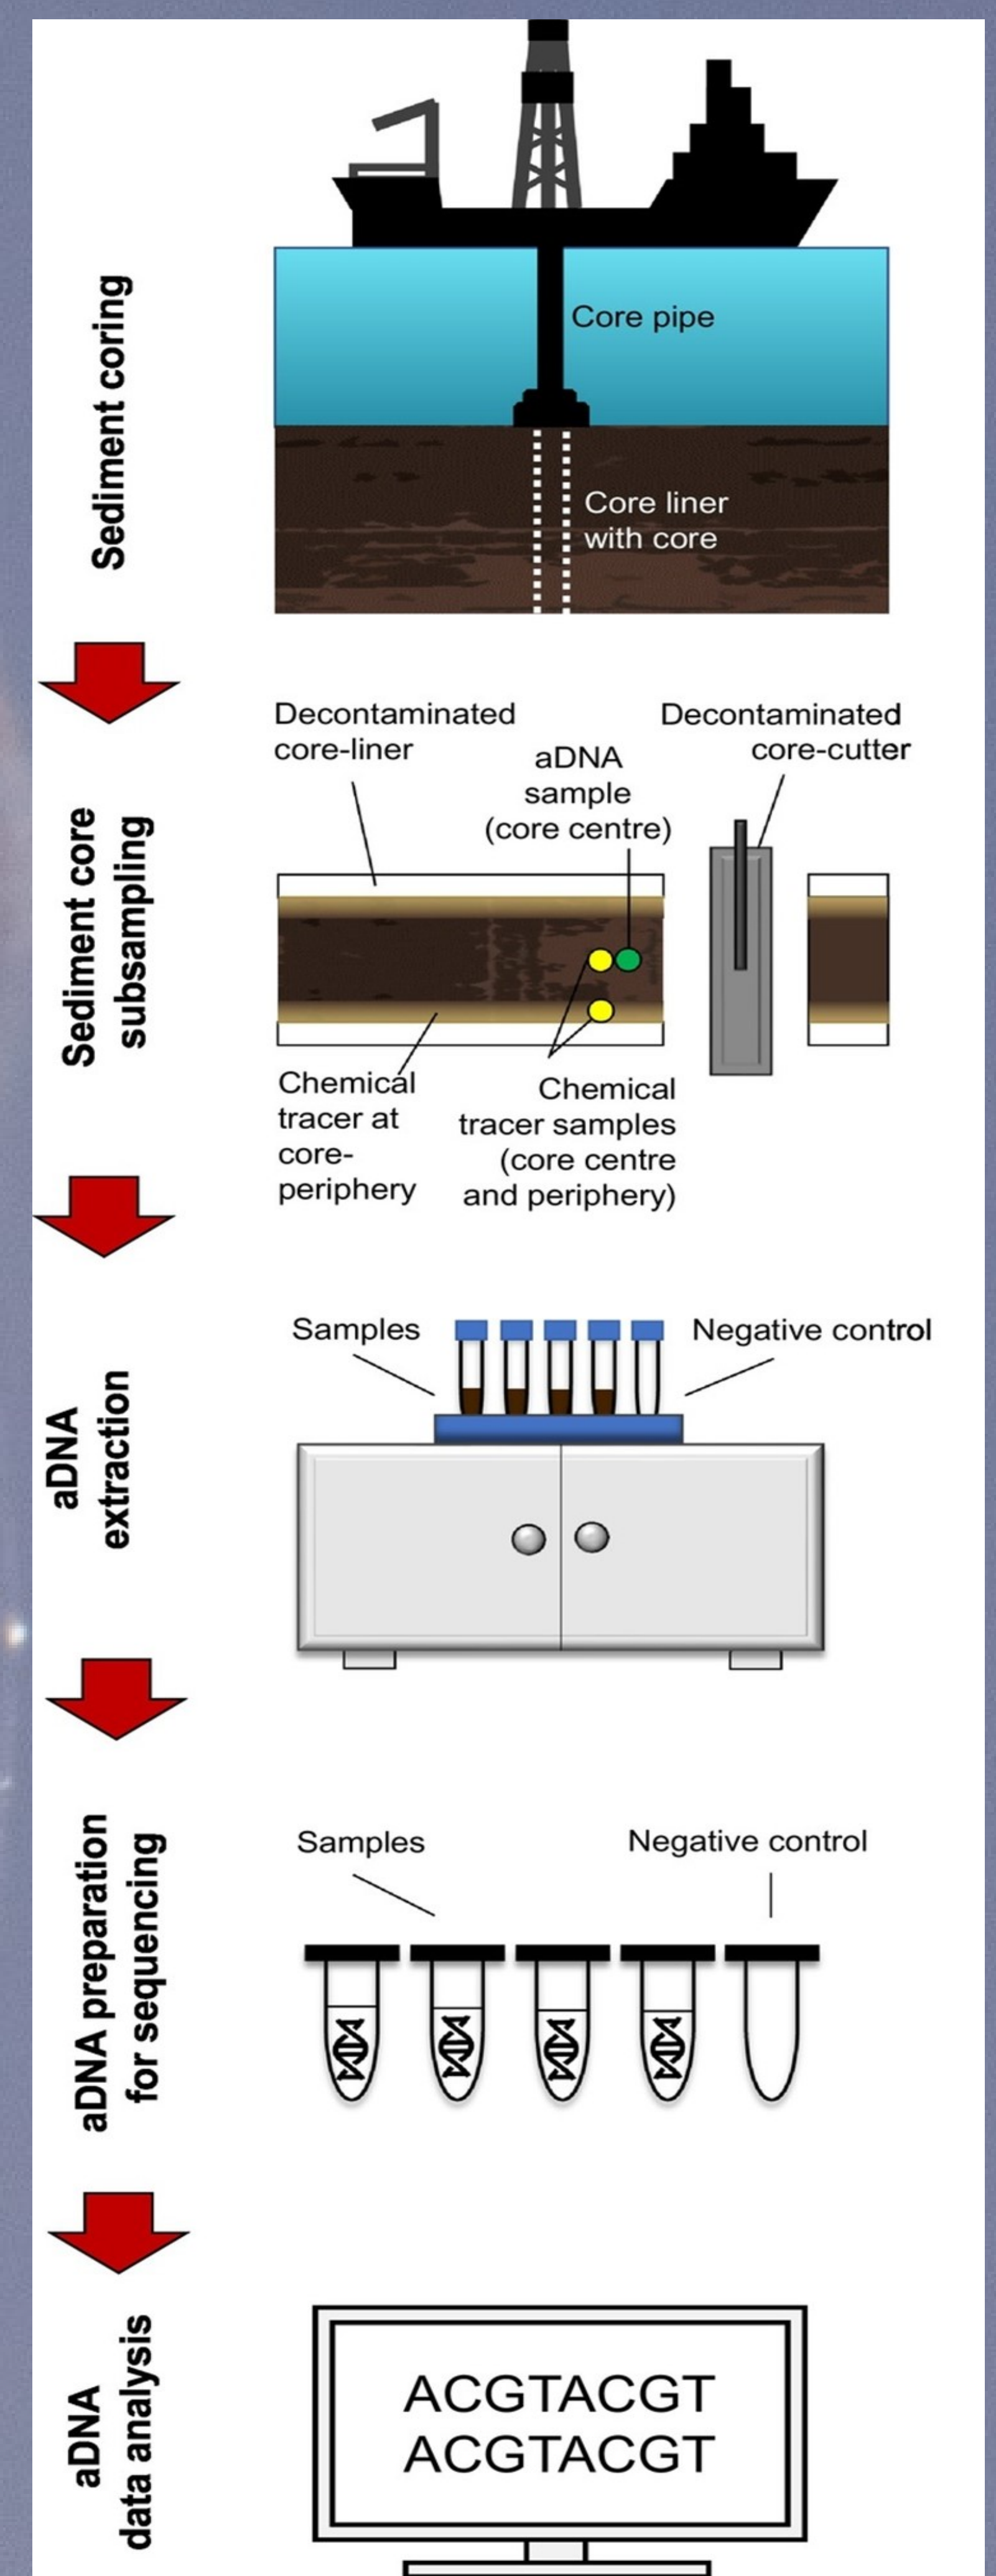 Sediment coring
Core pipe
Core liner
with core
Sediment core
subsampling
Decontaminated
core-liner
aDNA
sample
(core centre)
Decontaminated
core-cutter
Chemical
tracer at
core-
periphery
Chemical
tracer samples
(core centre
and periphery)
aDNA
extraction
Samples
Negative control
aDNA preparation
for sequencing
Samples
Negative control
aDNA
data analysis
ACGTACGT
ACGTACGT